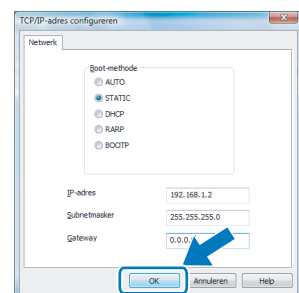 TCP/IP-adres configureren
Netwerk
Boot-methode
AUTO
STATIC
DHCP
RARP
BOOTP
IP-adres 192.168.1.2
Subnetmasker 255.255.255.0
Gateway 0.0.0.
OK Annuleren Help